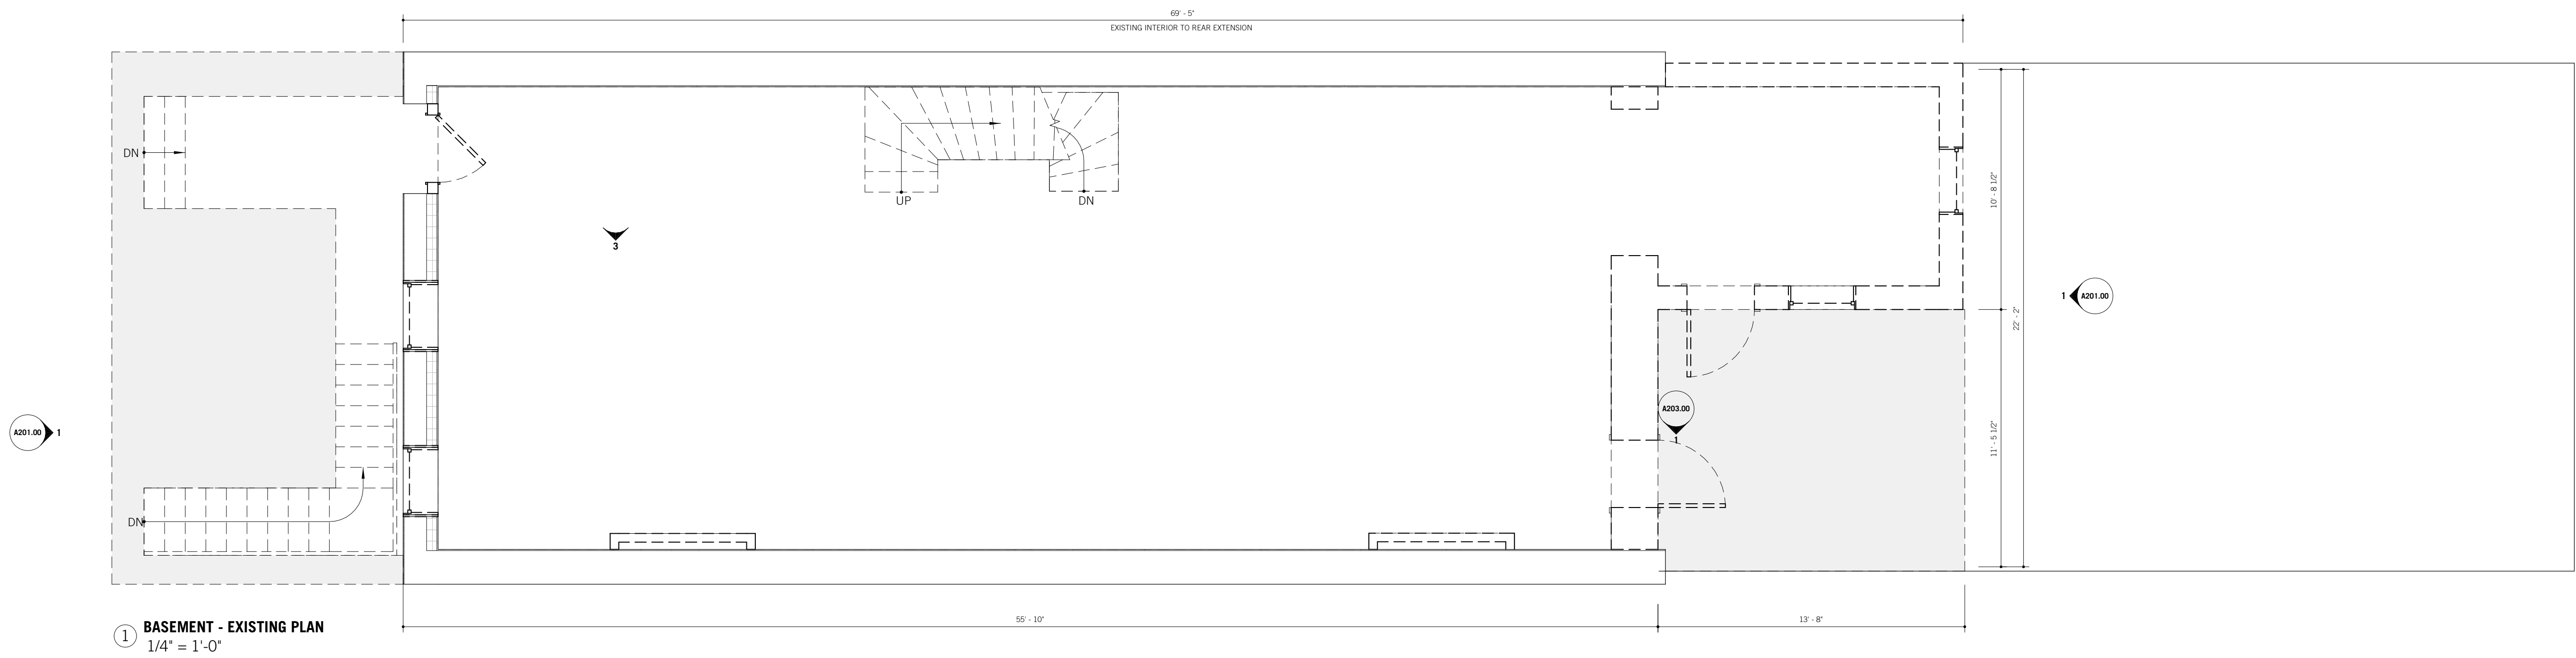 69' - 5"
EXISTING INTERIOR TO REAR EXTENSION
DN
UP
DN
3
10' - 8 1/2"
22' - 2"
1
A201.00
A203.00
1
A201.00
1
11' - 5 1/2"
DN
55' - 10"
13' - 8"
1
BASEMENT - EXISTING PLAN
1/4" = 1'-0"